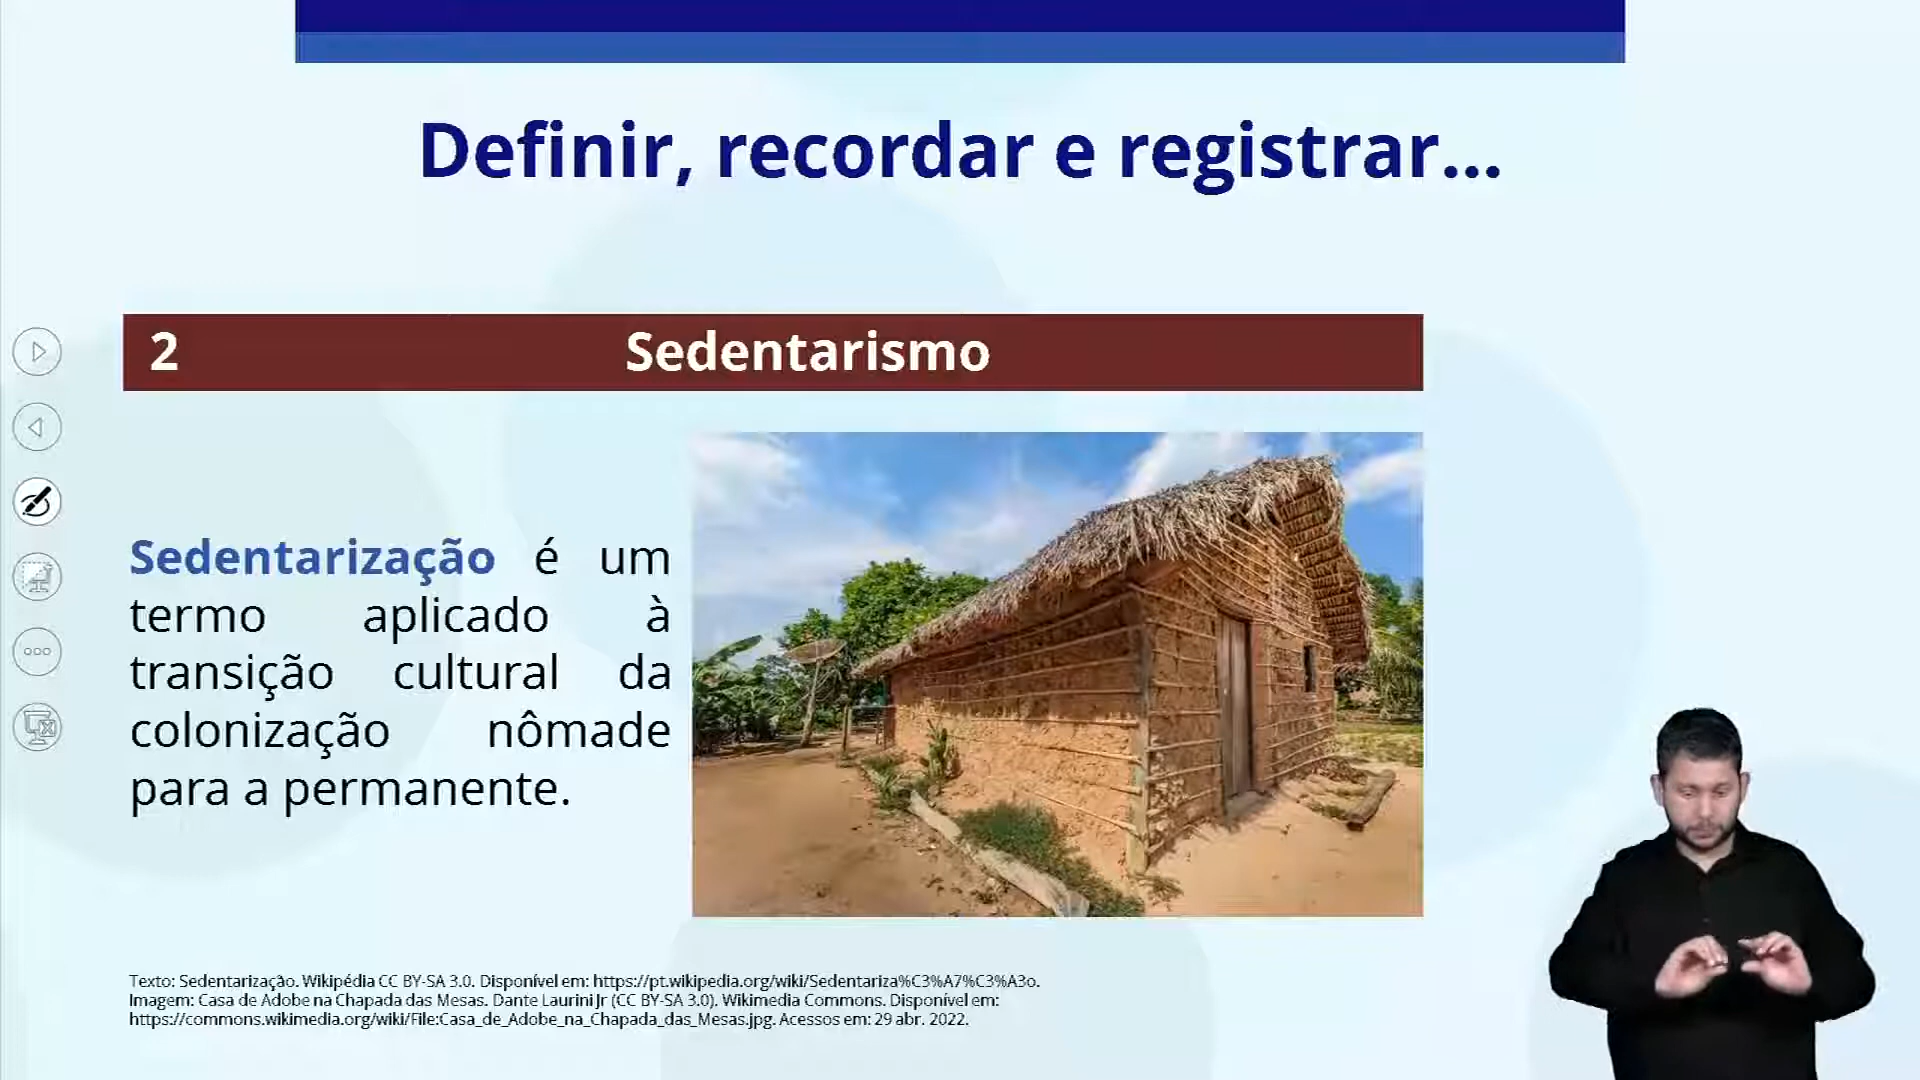 Definir, recordar e registrar...
2 Sedentarismo
Sedentarização é um
termo aplicado à
transição cultural da
colonização nômade
para a permanente.
Texto: Sedentarização. Wikipédia CC BY-SA 3.0. Disponível em: https://pt.wikipedia.org/wiki/Sedentariza%C3%A7%C3%A3o.
Imagem: Casa de Adobe na Chapada das Mesas. Dante Laurini Jr (CC BY-SA 3.0). Wikimedia Commons. Disponível em:
https://commons.wikimedia.org/wiki/File:Casa_de_Adobe_na_Chapada_das_Mesas.jpg. Acessos em: 29 abr. 2022.